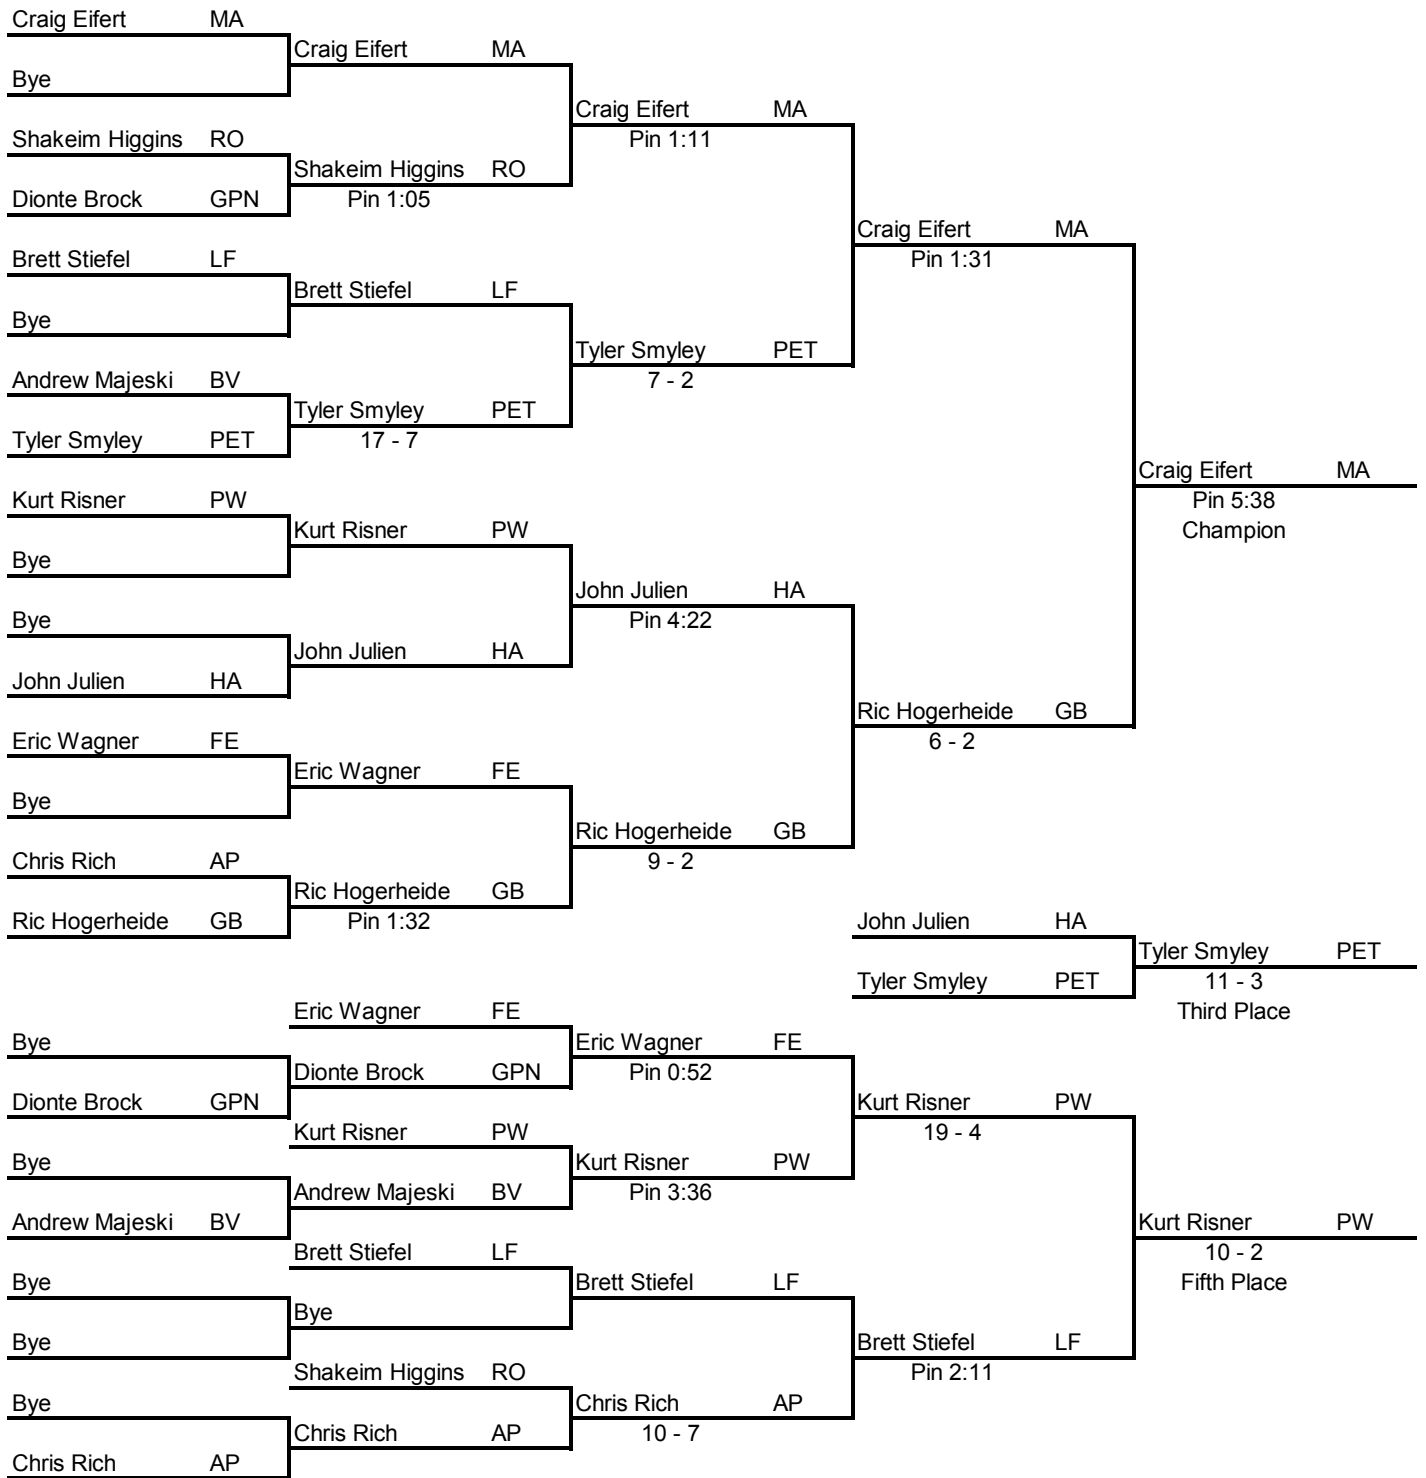 Craig Eifert MA
Craig Eifert MA
Bye
Craig Eifert MA
Pin 1:11
Shakeim Higgins RO
Shakeim Higgins RO
Pin 1:05
Dionte Brock GPN
Craig Eifert MA
Pin 1:31
Brett Stiefel LF
Brett Stiefel LF
Bye
Tyler Smyley PET
7 - 2
Andrew Majeski BV
Tyler Smyley PET
17 - 7
Tyler Smyley PET
Craig Eifert MA
Pin 5:38
Champion
Kurt Risner PW
Kurt Risner PW
Bye
John Julien HA
Pin 4:22
Bye
John Julien HA
John Julien HA
Ric Hogerheide GB
6 - 2
Eric Wagner FE
Eric Wagner FE
Bye
Ric Hogerheide GB
9 - 2
Chris Rich AP
Ric Hogerheide GB
Pin 1:32
Ric Hogerheide GB
John Julien HA
Tyler Smyley PET
11 - 3
Third Place
Tyler Smyley PET
Eric Wagner FE
Bye
Eric Wagner FE
Pin 0:52
Dionte Brock GPN
Dionte Brock GPN
Kurt Risner PW
19 - 4
Kurt Risner PW
Bye
Kurt Risner PW
Pin 3:36
Andrew Majeski BV
Andrew Majeski BV
Kurt Risner PW
10 - 2
Fifth Place
Brett Stiefel LF
Bye
Brett Stiefel LF
Bye
Bye
Brett Stiefel LF
Pin 2:11
Shakeim Higgins RO
Bye
Chris Rich AP
10 - 7
Chris Rich AP
Chris Rich AP